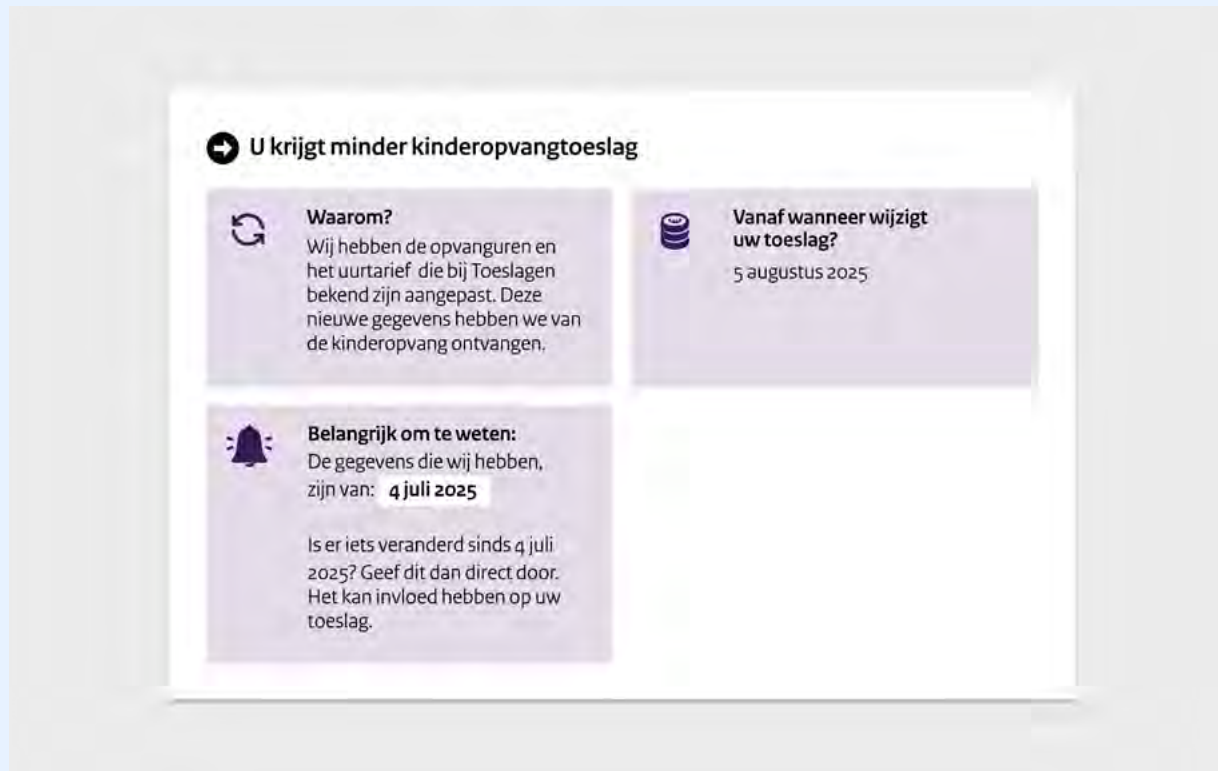 U krijgt minder kinderopvangtoeslag
Waarom?
Wij hebben de opvanguren en
het uurtarief die bij Toeslagen
bekend zijn aangepast. Deze
nieuwe gegevens hebben we van
de kinderopvang ontvangen.
Vanaf wanneer wijzigt
uw toeslag?
5 augustus 2025
Belangrijk om te weten:
De gegevens die wij hebben,
zijn van: 4 juli 2025
Is er iets veranderd sinds 4 juli
2025? Geef dit dan direct door.
Het kan invloed hebben op uw
toeslag.